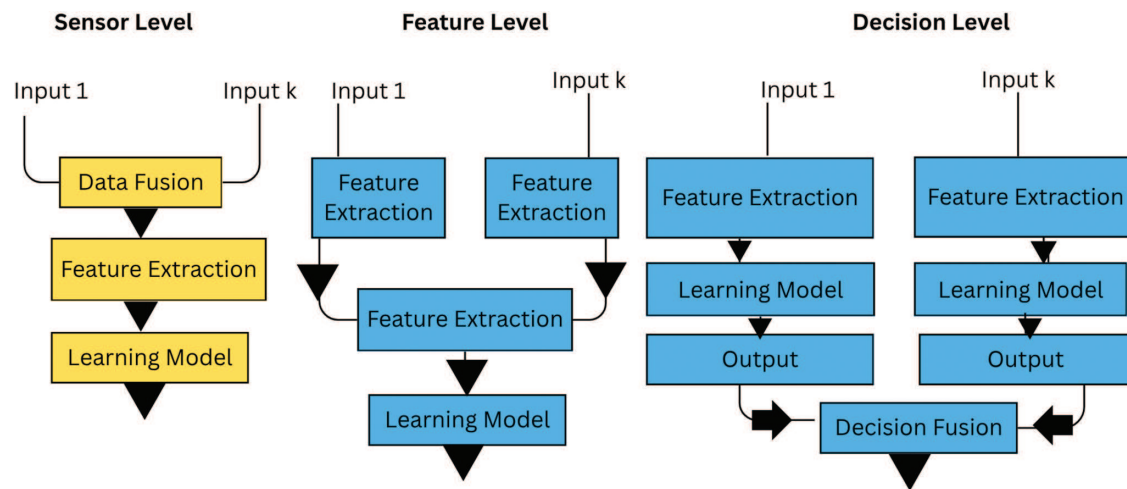 Sensor Level
Input 1
Input k
Data Fusion
Feature Extraction
Learning Model
Feature Level
Input 1
Input k
Feature
Extraction
Feature
Extraction
Feature Extraction
Learning Model
Decision Level
Input 1
Input k
Feature Extraction
Feature Extraction
Learning Model
Learning Model
Output
Output
Decision Fusion